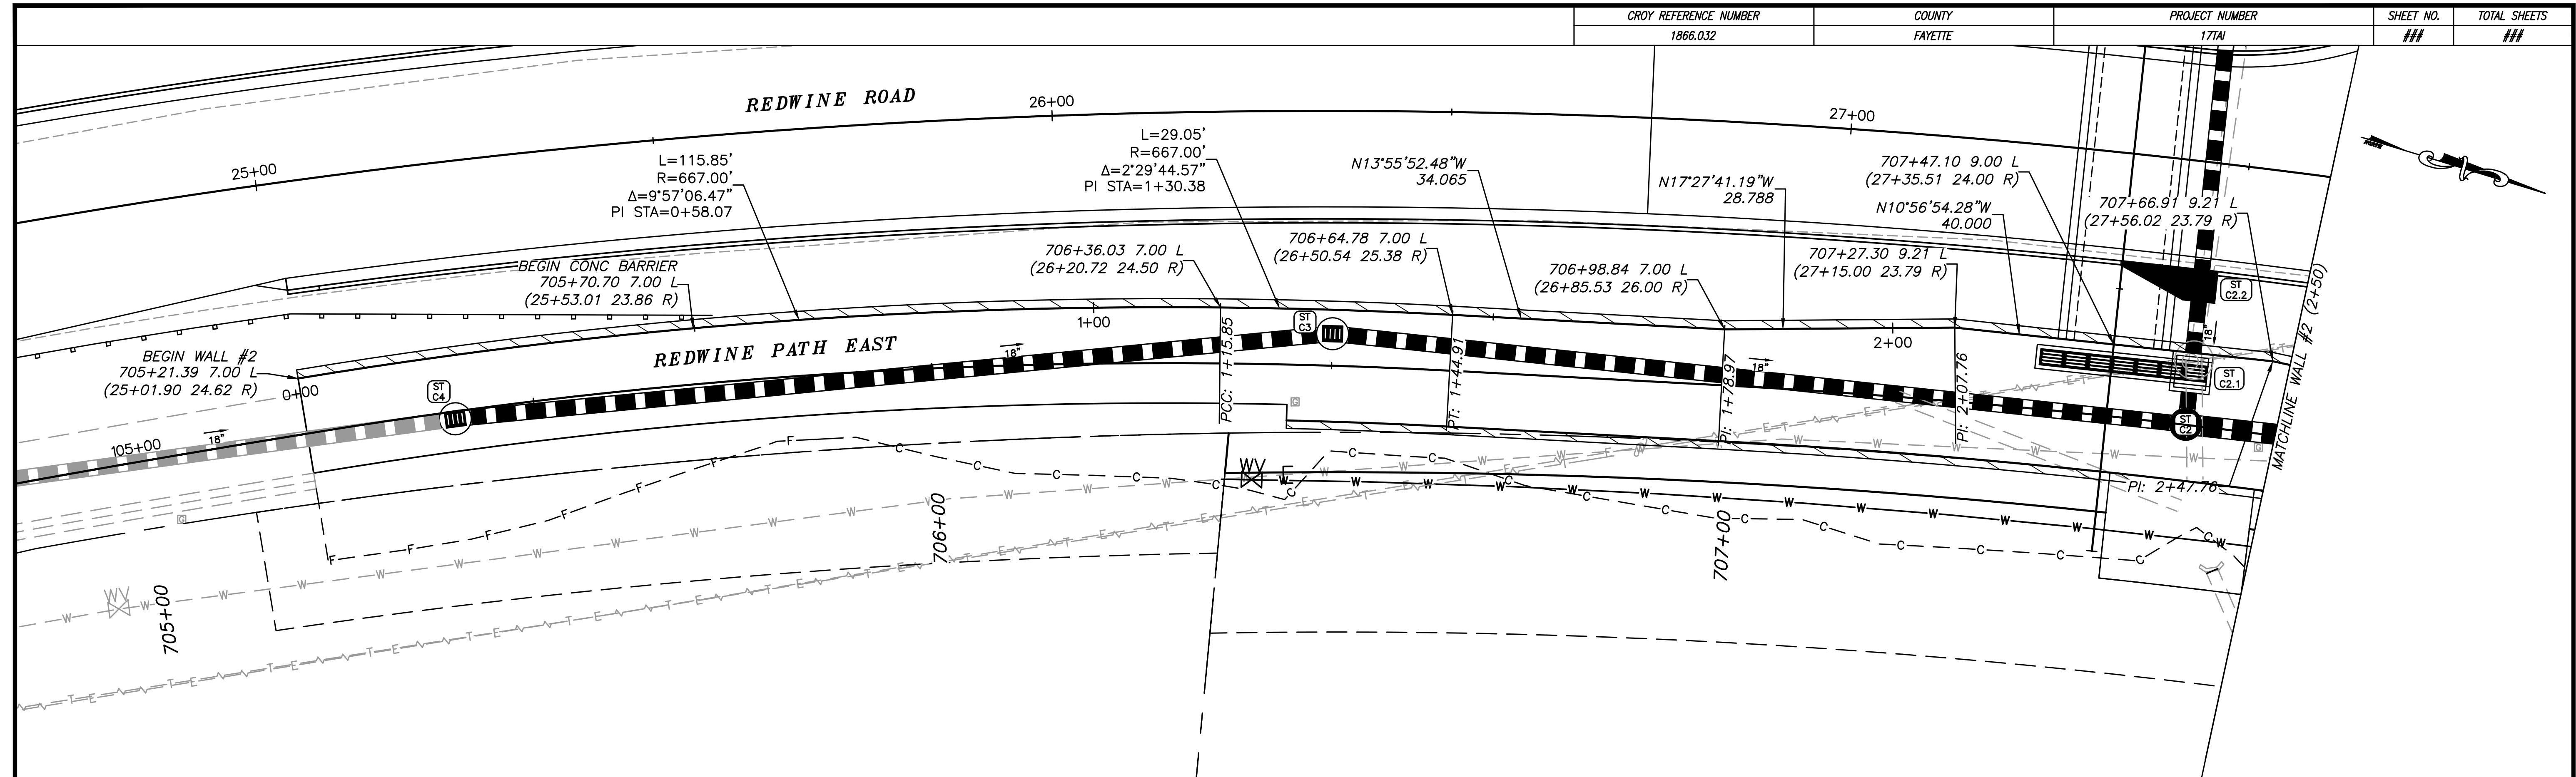 CROY REFERENCE NUMBER COUNTY PROJECT NUMBER SHEET NO. TOTAL SHEETS
1866.032 FAYETTE 17TAI ### ###
REDWINE ROAD
25+00
26+00
27+00
L=115.85'
R=667.00'
Δ=9°57'06.47"
PI STA=0+58.07
L=29.05'
R=667.00'
Δ=2°29'44.57"
PI STA=1+30.38
N13°55'52.48"W
34.065
N17°27'41.19"W
28.788
707+47.10 9.00 L
(27+35.51 24.00 R)
N10°56'54.28"W
40.000
707+66.91 9.21 L
(27+56.02 23.79 R)
NORTH
BEGIN CONC BARRIER
705+70.70 7.00 L
(25+53.01 23.86 R)
706+36.03 7.00 L
(26+20.72 24.50 R)
706+64.78 7.00 L
(26+50.54 25.38 R)
706+98.84 7.00 L
(26+85.53 26.00 R)
707+27.30 9.21 L
(27+15.00 23.79 R)
BEGIN WALL #2
705+21.39 7.00 L
(25+01.90 24.62 R)
0+00
1+00
2+00
REDWINE PATH EAST
ST
C4
ST
C3
ST
C2.2
ST
C2.1
ST
C2
18"
18"
18"
18"
105+00
PCC: 1+15.85
PT: 1+44.91
PI: 1+78.97
PI: 2+07.76
PI: 2+47.76
MATCHLINE WALL #2 (2+50)
WV
WV
705+00
706+00
707+00